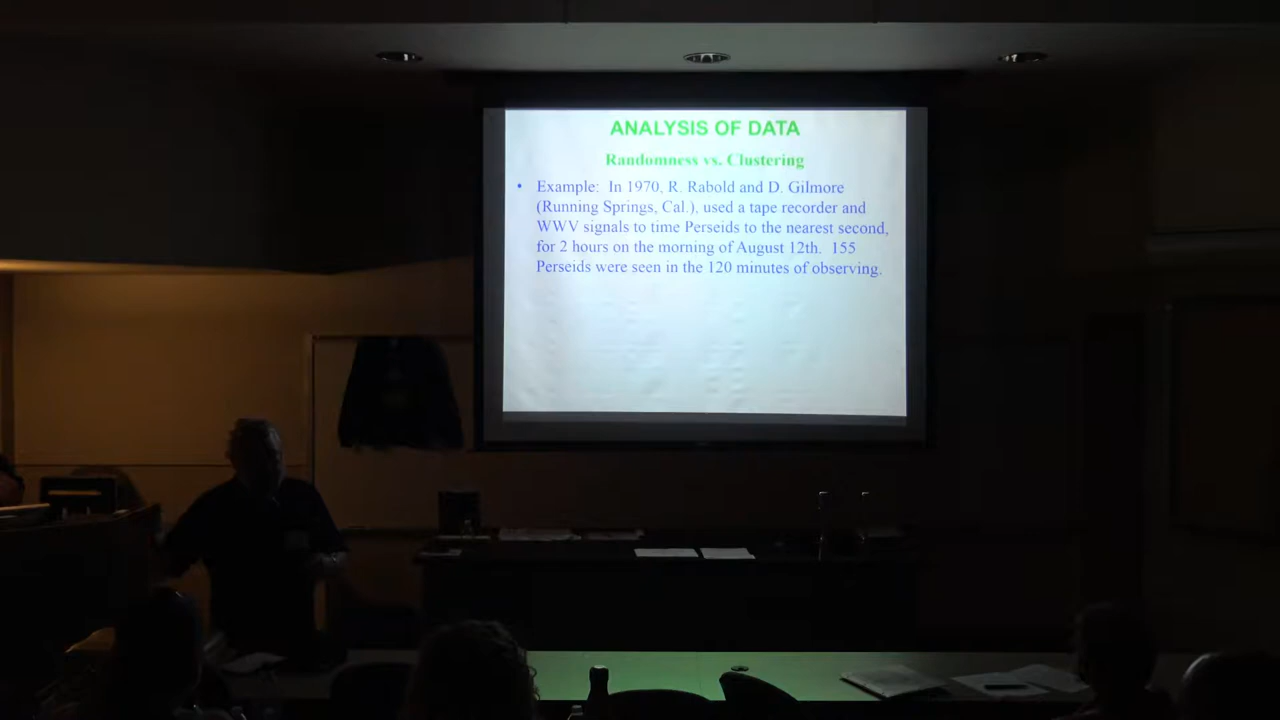 ANALYSIS OF DATA
Randomness vs. Clustering
• Example: In 1970, R. Rabold and D. Gilmore
(Running Springs, Cal.), used a tape recorder and
WWV signals to time Perseids to the nearest second,
for 2 hours on the morning of August 12th. 155
Perseids were seen in the 120 minutes of observing.